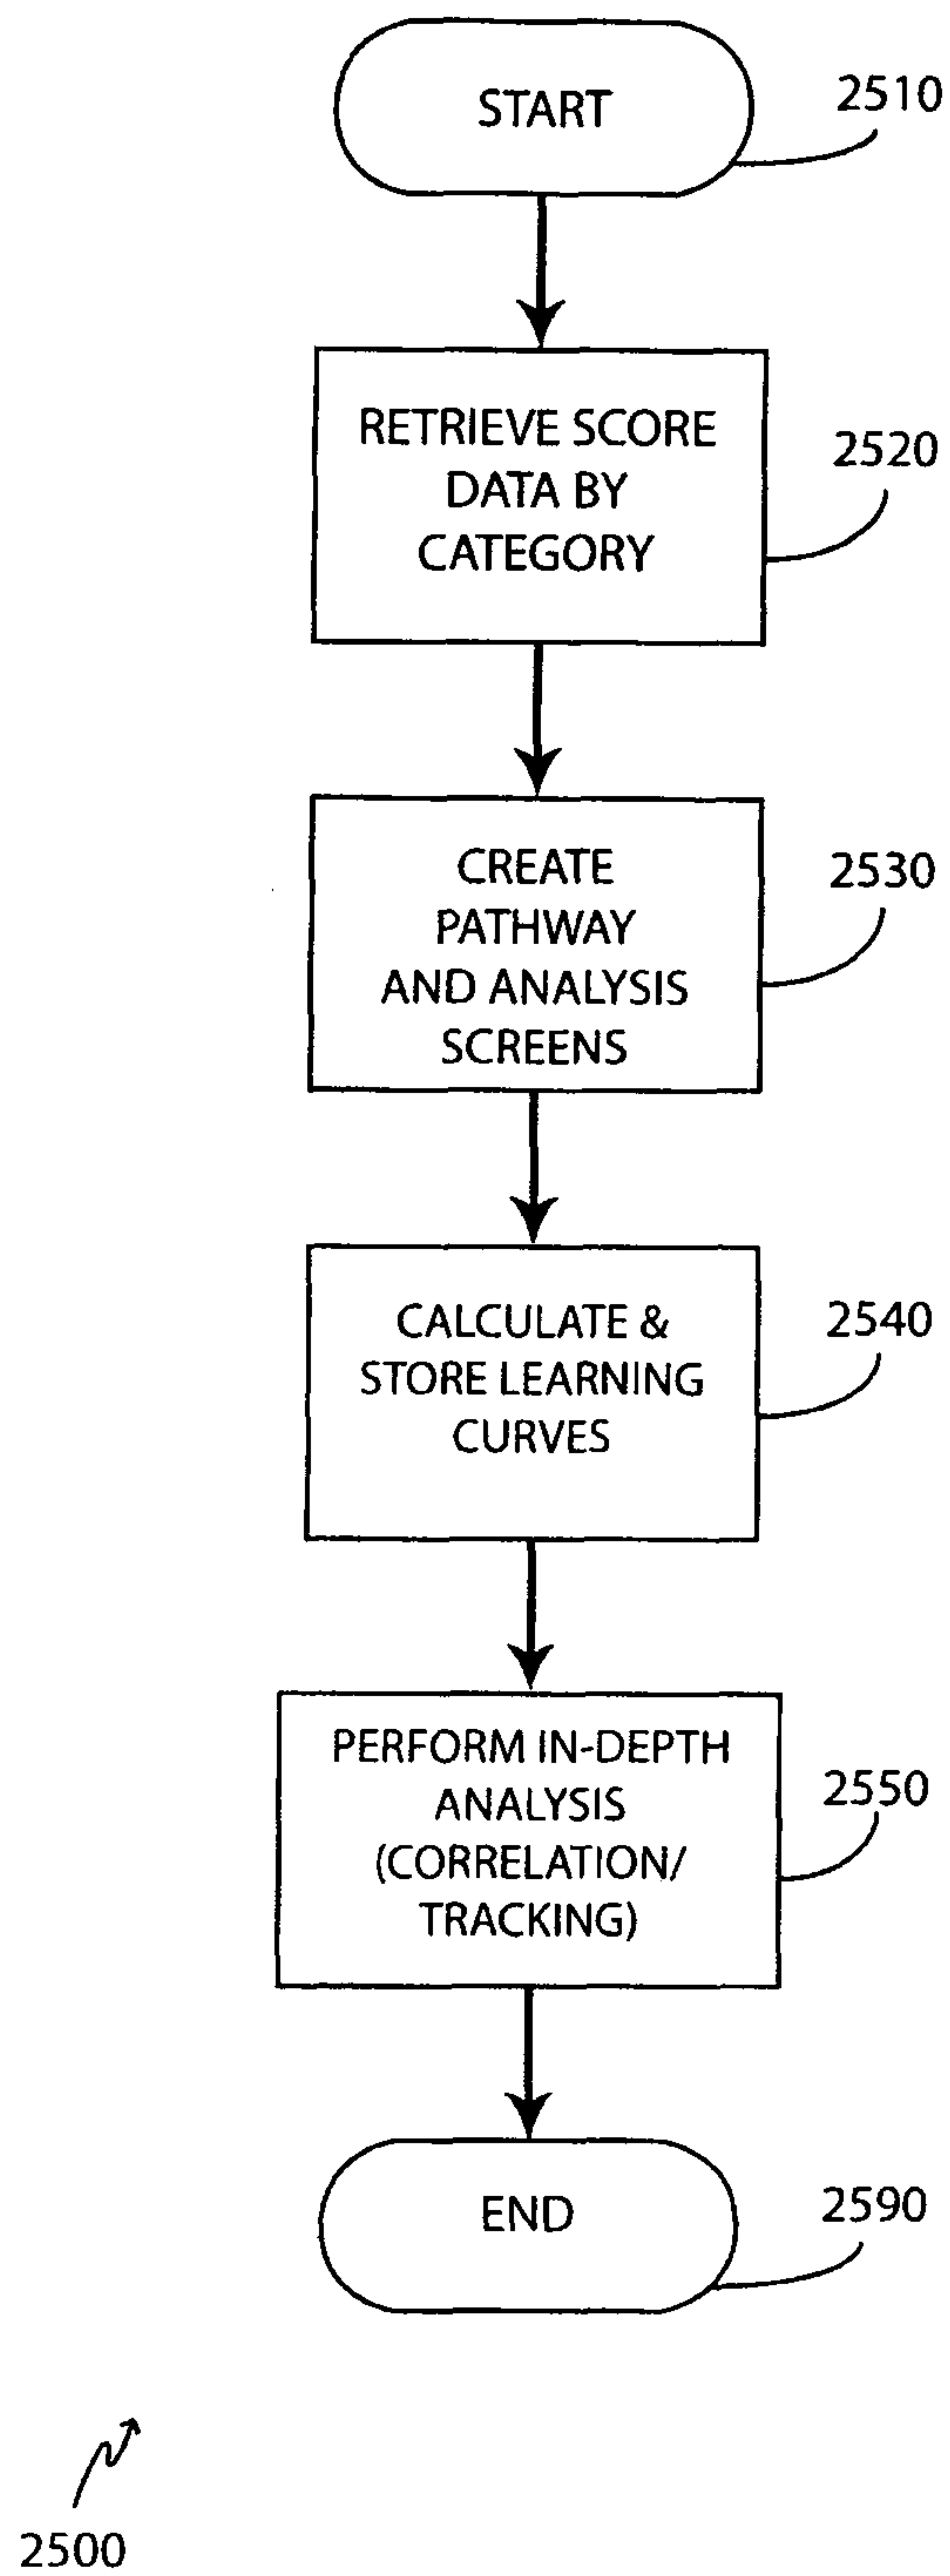 START
2510
RETRIEVE SCORE
DATA BY
CATEGORY
2520
CREATE
PATHWAY
AND ANALYSIS
SCREENS
2530
CALCULATE &
STORE LEARNING
CURVES
2540
PERFORM IN-DEPTH
ANALYSIS
(CORRELATION/
TRACKING)
2550
END
2590
2500